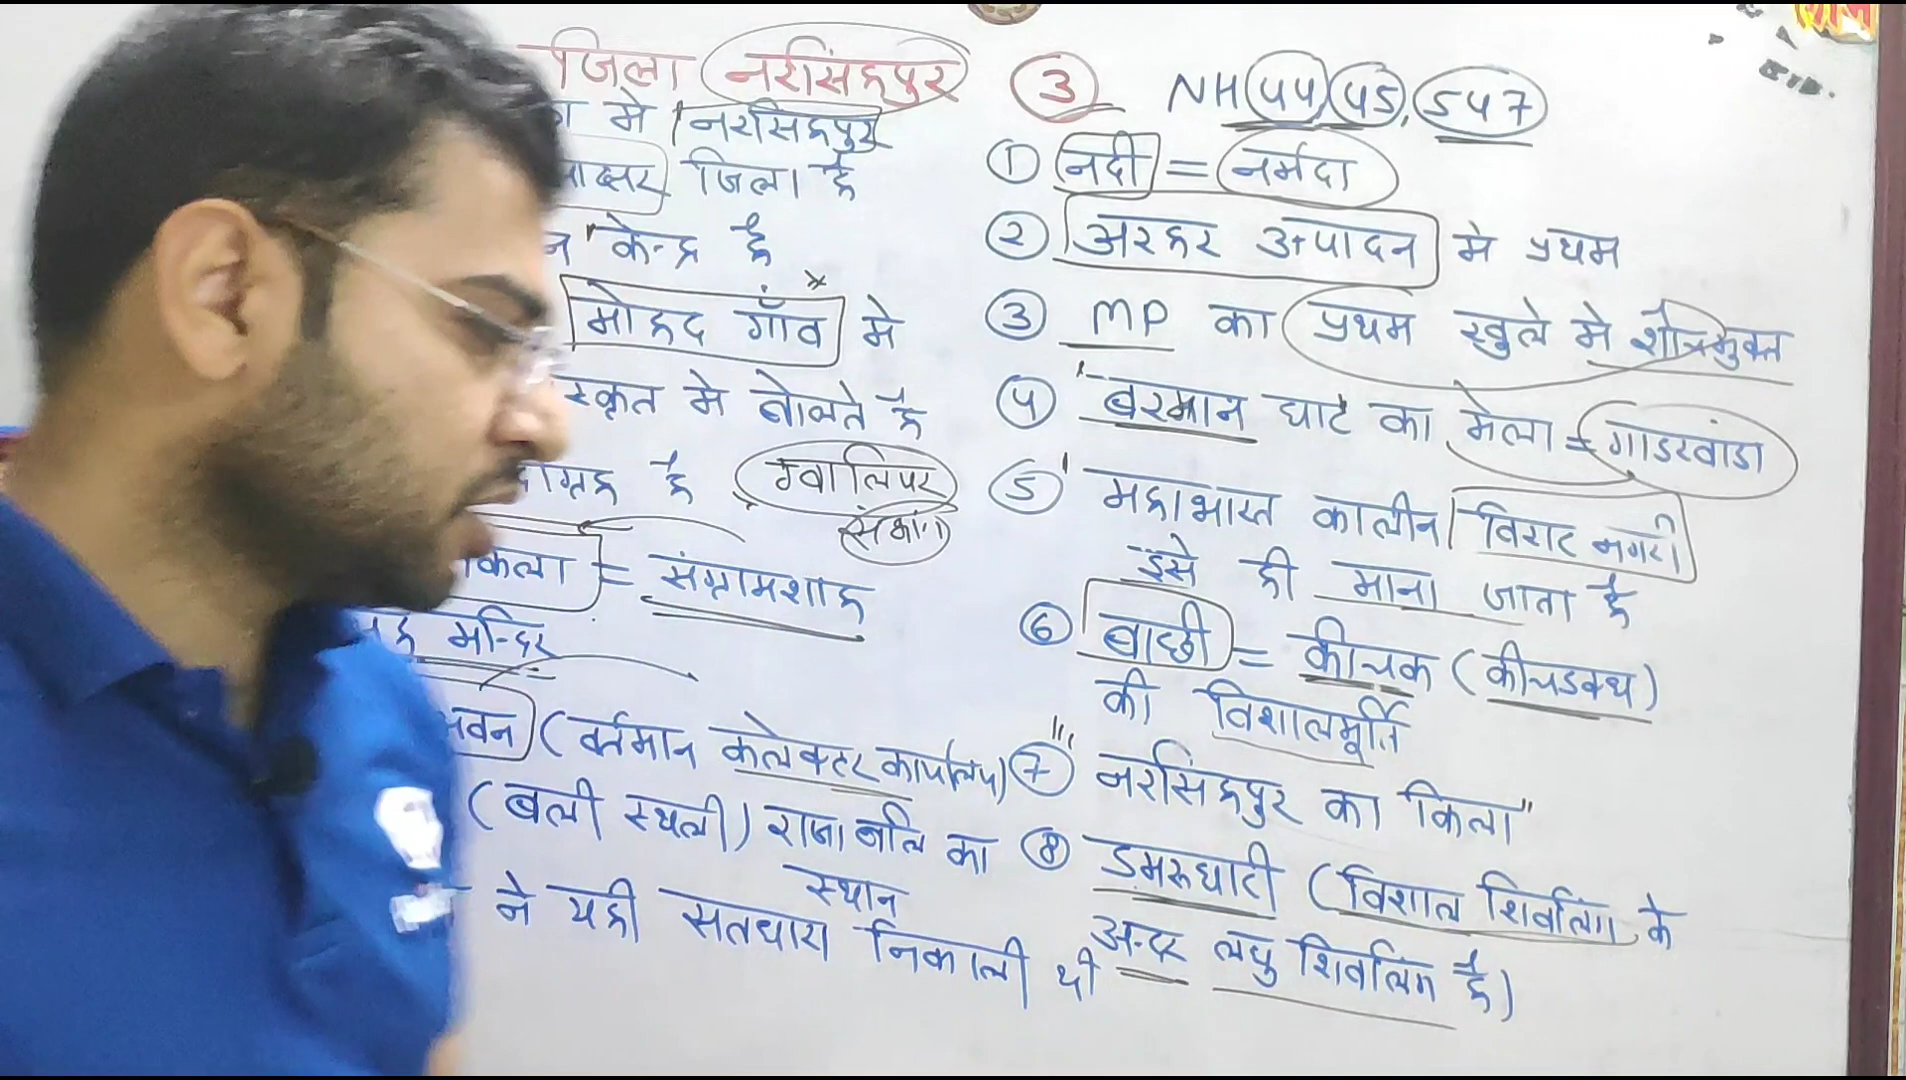 जिला नरसिंहपुर
मे नरसिंहपुर
जिला है
केन्द्र है
मोहद गाँव मे
स्कृत मे बोलते है
है ग्वालियर
संभाग
किला = संग्रामशाह
मन्दिर
भवन (वर्तमान कलेक्टर कार्यालय)
(बली स्थली) राजा बलि का
स्थान
ने यही सतधारा निकाली थी
3 NH 44, 45, 547
1 नदी = नर्मदा
2 अरहर उत्पादन मे प्रथम
3 MP का प्रथम खुले मे शौचमुक्त
4 बरमान घाट का मेला = गाडरवाडा
5 महाभारत कालीन विराट नगरी
इसे ही माना जाता है
6 बाछी = कीचक (कीचडवध)
की विशालमूर्ति
7 नरसिंहपुर का किला"
8 डमरूघाटी (विशाल शिवलिंग के
अन्दर लघु शिवलिंग है)